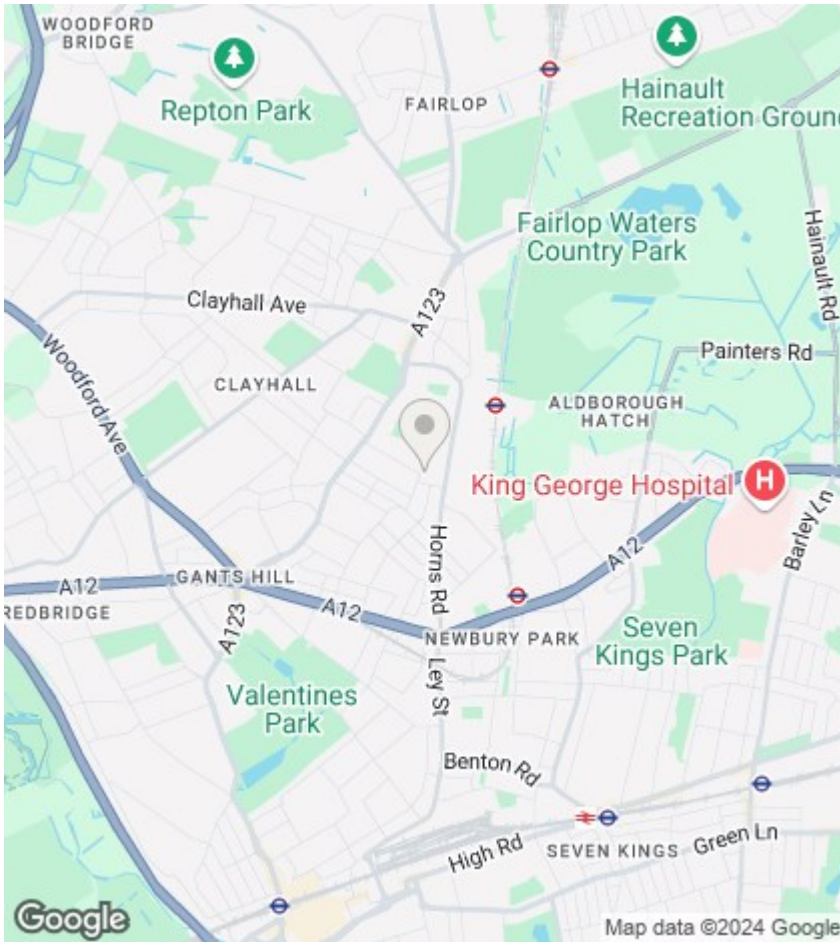 WOODFORD
BRIDGE
Repton Park
FAIRLOP
Hainault
Recreation Groun
Fairlop Waters
Country Park
Hainault Rd
Clayhall Ave
A123
Painters Rd
Woodford Ave
CLAYHALL
ALDBOROUGH
HATCH
King George Hospital
H
Barley Ln
Horns Rd
A12
GANTS HILL
A12
A12
REDBRIDGE
A123
NEWBURY PARK
Seven
Kings Park
Ley St
Valentines
Park
Benton Rd
High Rd
SEVEN KINGS
Green Ln
Google
Map data ©2024 Google